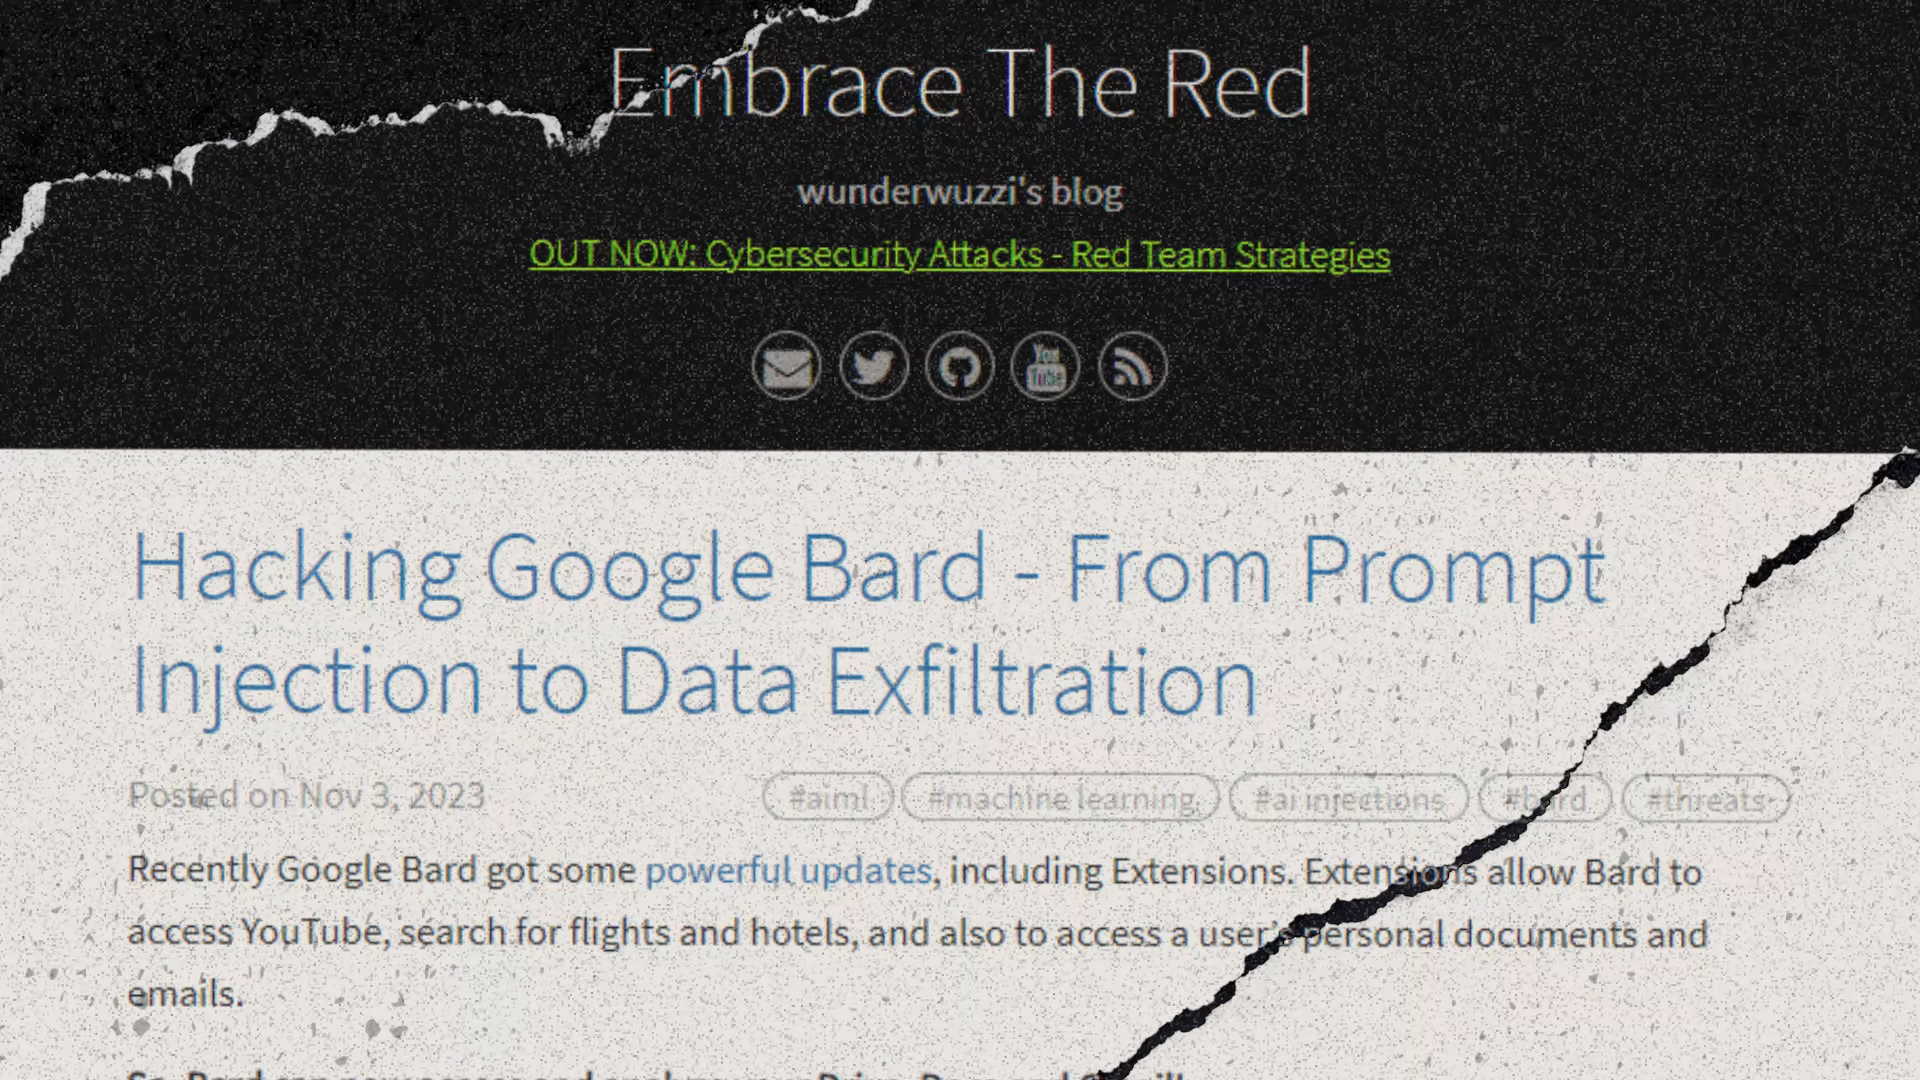 Embrace The Red
wunderwuzzi's blog
OUT NOW: Cybersecurity Attacks - Red Team Strategies
You
Tube
Hacking Google Bard - From Prompt
Injection to Data Exfiltration
Posted on Nov 3, 2023 #aiml #machine learning #ai injections #bard #threats
Recently Google Bard got some powerful updates, including Extensions. Extensions allow Bard to
access YouTube, search for flights and hotels, and also to access a user's personal documents and
emails.